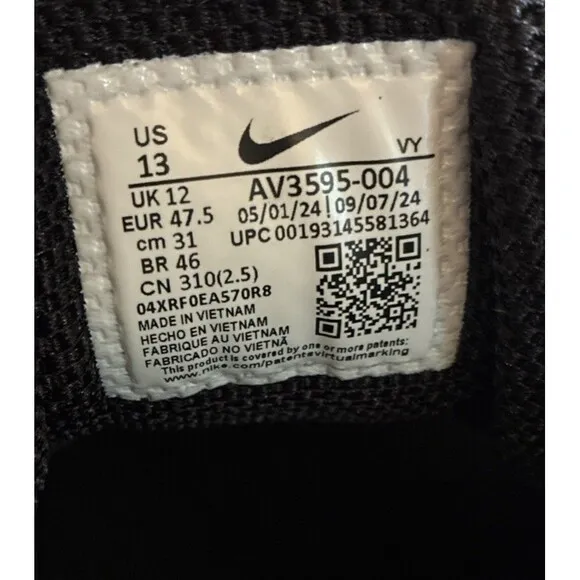 US
13
VY
UK 12
AV3595-004
EUR 47.5
05/01/24 | 09/07/24
cm 31
UPC 00193145581364
BR 46
CN 310(2.5)
04XRF0EA570R8
MADE IN VIETNAM
HECHO EN VIETNAM
FABRIQUE AU VIETNAM
FABRICADO NO VIETNÃ
This product is covered by one or more patents:
www.nike.com/patentsvirtualmarking